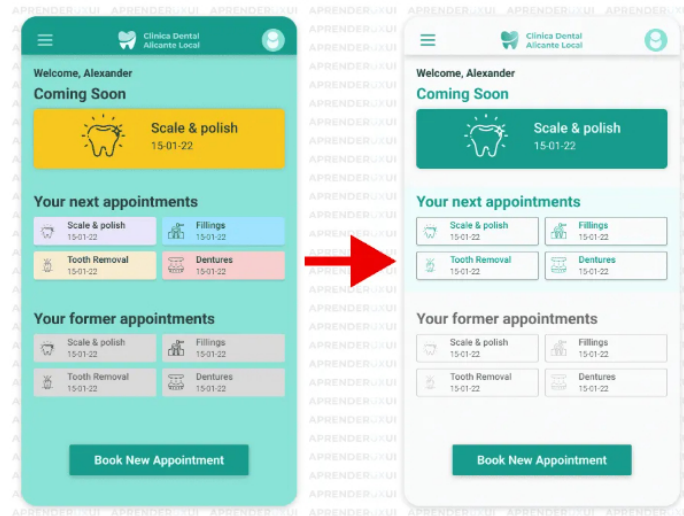 Clinica Dental
Alicante Local
Welcome, Alexander
Coming Soon
Scale & polish
15-01-22
Your next appointments
Scale & polish
15-01-22
Fillings
15-01-22
Tooth Removal
15-01-22
Dentures
15-01-22
Your former appointments
Scale & polish
15-01-22
Fillings
15-01-22
Tooth Removal
15-01-22
Dentures
15-01-22
Book New Appointment
Clinica Dental
Alicante Local
Welcome, Alexander
Coming Soon
Scale & polish
15-01-22
Your next appointments
Scale & polish
15-01-22
Fillings
15-01-22
Tooth Removal
15-01-22
Dentures
15-01-22
Your former appointments
Scale & polish
15-01-22
Fillings
15-01-22
Tooth Removal
15-01-22
Dentures
15-01-22
Book New Appointment